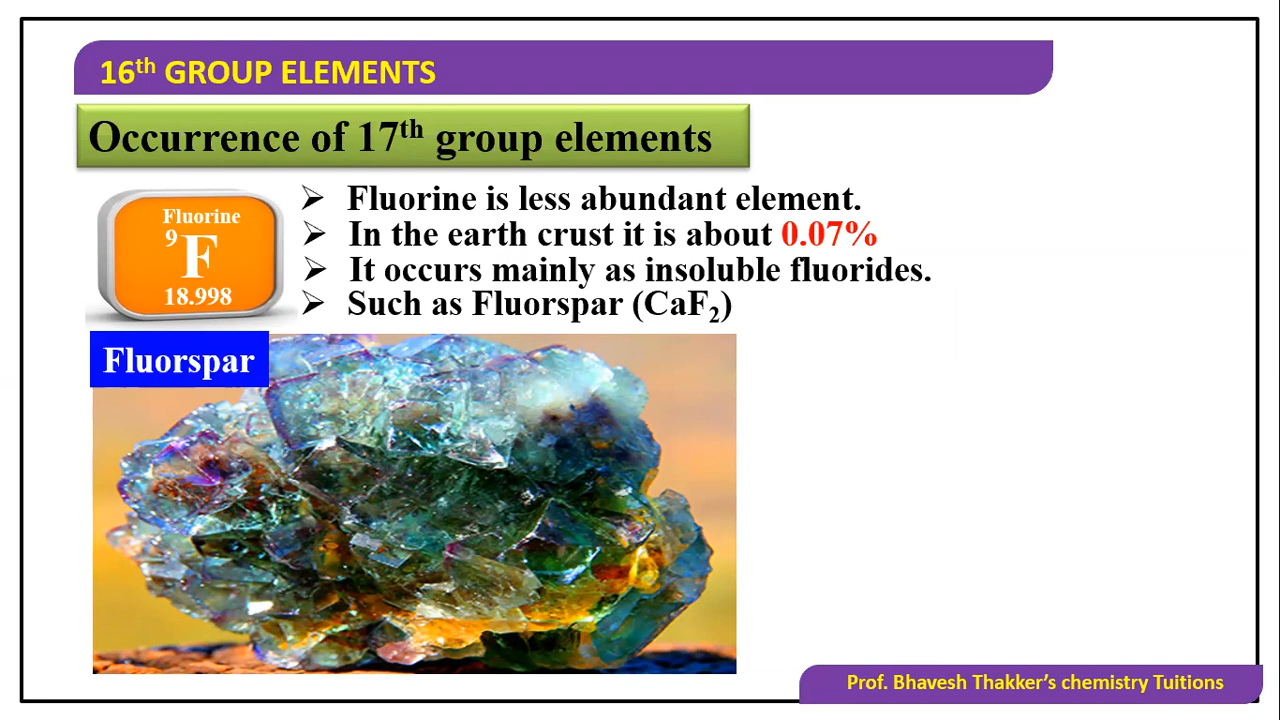 16th GROUP ELEMENTS
Occurrence of 17th group elements
Fluorine
9
F
18.998
➢ Fluorine is less abundant element.
➢ In the earth crust it is about 0.07%
➢ It occurs mainly as insoluble fluorides.
➢ Such as Fluorspar (CaF₂)
Fluorspar
Prof. Bhavesh Thakker’s chemistry Tuitions